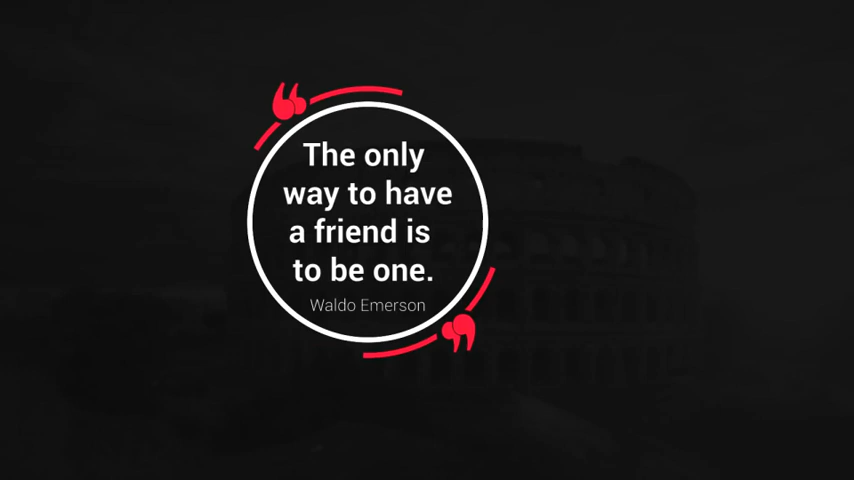 The only
way to have
a friend is
to be one.
Waldo Emerson